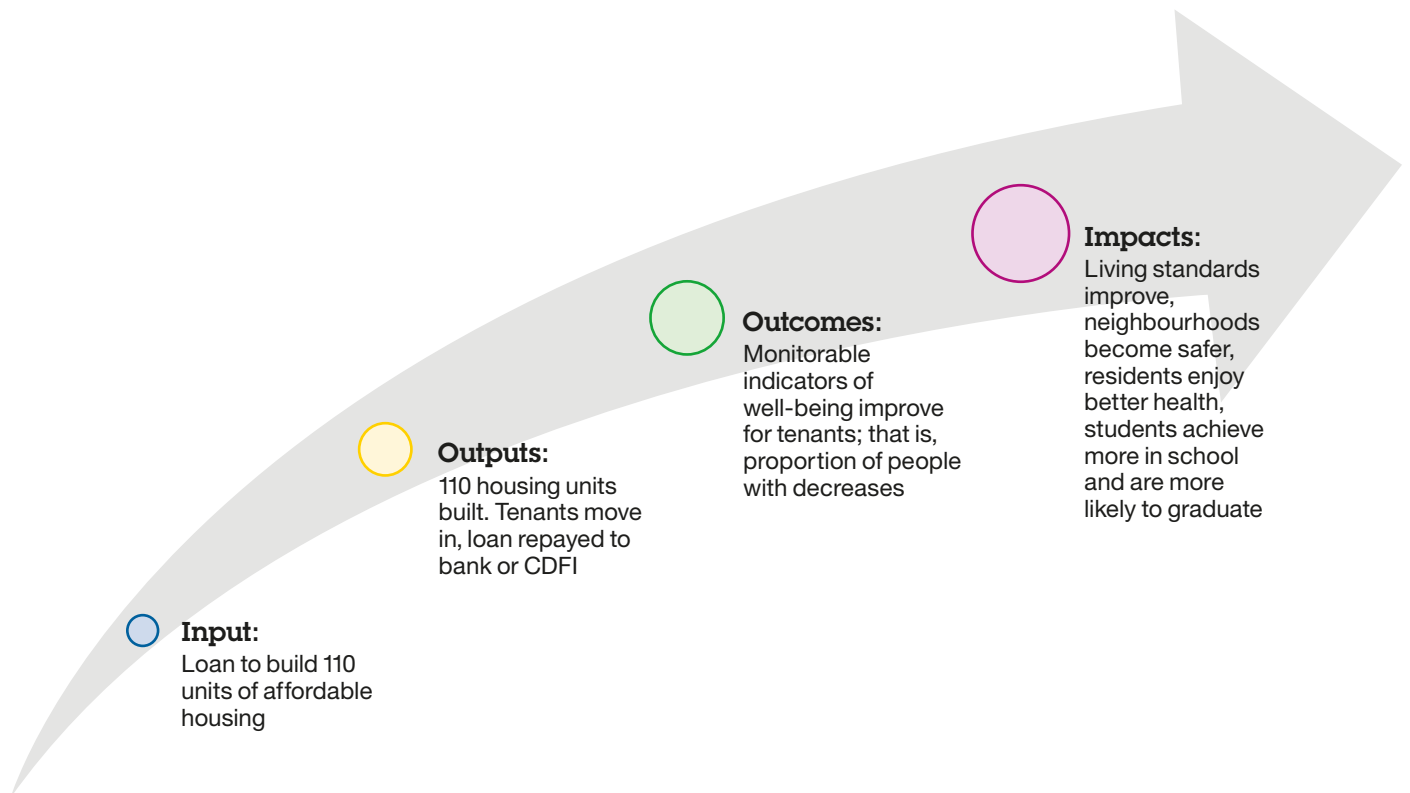 Input:
Loan to build 110
units of affordable
housing
Outputs:
110 housing units
built. Tenants move
in, loan repayed to
bank or CDFI
Outcomes:
Monitorable
indicators of
well-being improve
for tenants; that is,
proportion of people
with decreases
Impacts:
Living standards
improve,
neighbourhoods
become safer,
residents enjoy
better health,
students achieve
more in school
and are more
likely to graduate